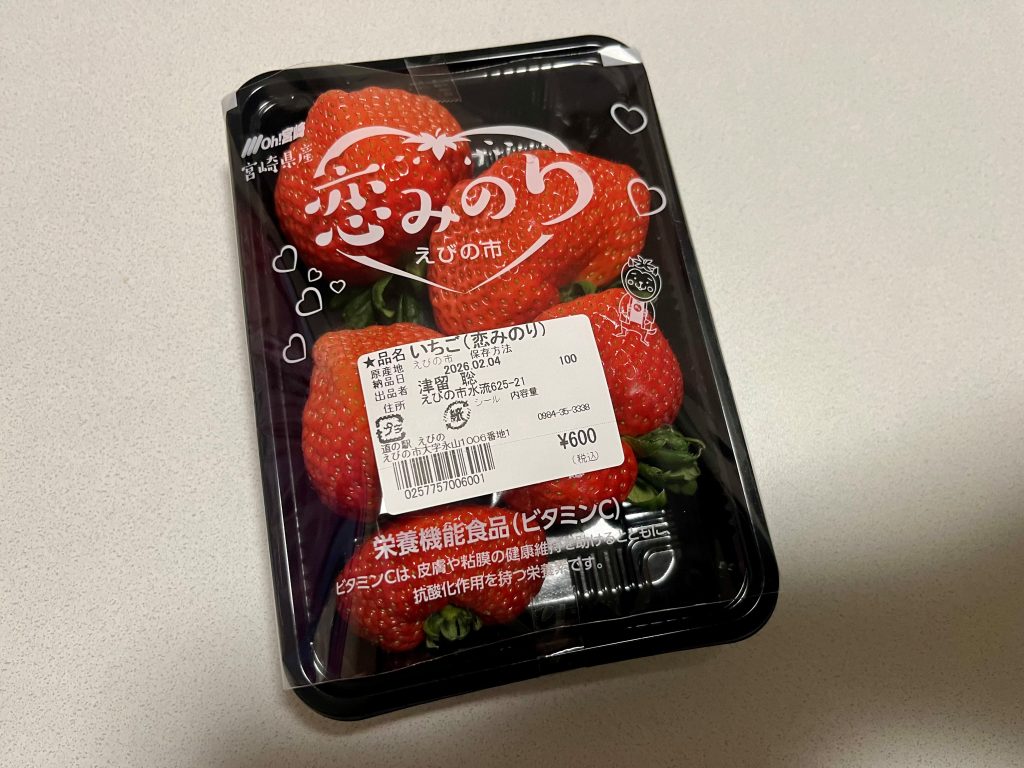 Oh!宮崎
宮崎県産
恋みのり
えびの市
★品名 いちご(恋みのり)
原産地 えびの市 保存方法
納品日 2026.02.04 100
出品者 津留 聡
住所 えびの市水流625-21
プラ 紙 シール 内容量
0984-35-3338
道の駅 えびの
えびの市大字永山1006番地1
¥600
(税込)
0257757006001
栄養機能食品(ビタミンC)
ビタミンCは、皮膚や粘膜の健康維持を助けるとともに、
抗酸化作用を持つ栄養素です。